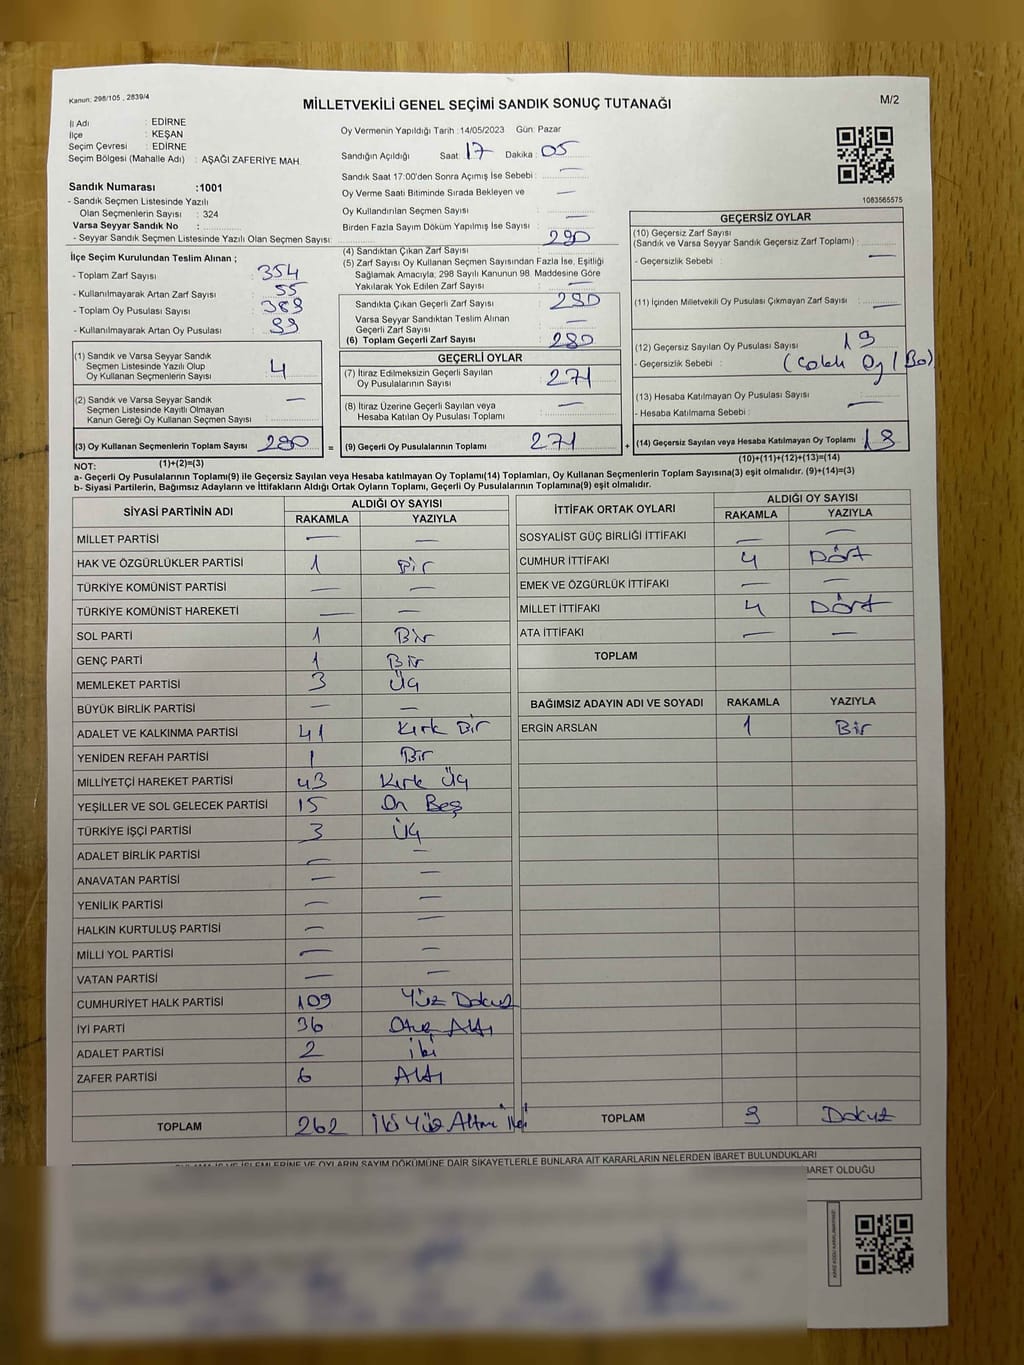 Kanun: 298/105 , 2839/4
MİLLETVEKİLİ GENEL SEÇİMİ SANDIK SONUÇ TUTANAĞI
M/2
İl Adı : EDİRNE
İlçe : KEŞAN
Seçim Çevresi : EDİRNE
Seçim Bölgesi (Mahalle Adı) : AŞAĞI ZAFERİYE MAH.
Sandık Numarası :1001
- Sandık Seçmen Listesinde Yazılı
Olan Seçmenlerin Sayısı : 324
Varsa Seyyar Sandık No :
- Seyyar Sandık Seçmen Listesinde Yazılı Olan Seçmen Sayısı:
Oy Vermenin Yapıldığı Tarih :14/05/2023 Gün: Pazar
Sandığın Açıldığı Saat: 17 Dakika : 05
Sandık Saat 17:00'den Sonra Açımış İse Sebebi : —
Oy Verme Saati Bitiminde Sırada Bekleyen ve —
Oy Kullandırılan Seçmen Sayısı :
Birden Fazla Sayım Döküm Yapılmış İse Sayısı : —
1083565575
İlçe Seçim Kurulundan Teslim Alınan ;
- Toplam Zarf Sayısı : 354
- Kullanılmayarak Artan Zarf Sayısı : 55
- Toplam Oy Pusulası Sayısı : 389
- Kullanılmayarak Artan Oy Pusulası : 99
(4) Sandıktan Çıkan Zarf Sayısı : 290
(5) Zarf Sayısı Oy Kullanan Seçmen Sayısından Fazla İse, Eşitliği
Sağlamak Amacıyla; 298 Sayılı Kanunun 98. Maddesine Göre
Yakılarak Yok Edilen Zarf Sayısı : —
Sandıkta Çıkan Geçerli Zarf Sayısı : 290
Varsa Seyyar Sandıktan Teslim Alınan
Geçerli Zarf Sayısı : —
(6) Toplam Geçerli Zarf Sayısı : 290
GEÇERSİZ OYLAR
(10) Geçersiz Zarf Sayısı
(Sandık ve Varsa Seyyar Sandık Geçersiz Zarf Toplamı) :
- Geçersizlik Sebebi : —
(11) İçinden Milletvekili Oy Pusulası Çıkmayan Zarf Sayısı : —
(12) Geçersiz Sayılan Oy Pusulası Sayısı : 19
- Geçersizlik Sebebi :
(13) Hesaba Katılmayan Oy Pusulası Sayısı :
- Hesaba Katılmama Sebebi : —
(14) Geçersiz Sayılan veya Hesaba Katılmayan Oy Toplamı : 19
(10)+(11)+(12)+(13)=(14)
(1) Sandık ve Varsa Seyyar Sandık
Seçmen Listesinde Yazılı Olup
Oy Kullanan Seçmenlerin Sayısı : 4
(2) Sandık ve Varsa Seyyar Sandık
Seçmen Listesinde Kayıtlı Olmayan
Kanun Gereği Oy Kullanan Seçmen Sayısı : —
(3) Oy Kullanan Seçmenlerin Toplam Sayısı 290
(1)+(2)=(3)
GEÇERLİ OYLAR
(7) İtiraz Edilmeksizin Geçerli Sayılan
Oy Pusulalarının Sayısı : 271
(8) İtiraz Üzerine Geçerli Sayılan veya
Hesaba Katılan Oy Pusulası Toplamı : —
(9) Geçerli Oy Pusulalarının Toplamı : 271
NOT:
a- Geçerli Oy Pusulalarının Toplamı(9) ile Geçersiz Sayılan veya Hesaba katılmayan Oy Toplamı(14) Toplamları, Oy Kullanan Seçmenlerin Toplam Sayısına(3) eşit olmalıdır. (9)+(14)=(3)
b- Siyasi Partilerin, Bağımsız Adayların ve İttifakların Aldığı Ortak Oyların Toplamı, Geçerli Oy Pusulalarının Toplamına(9) eşit olmalıdır.
SİYASİ PARTİNİN ADI ALDIĞI OY SAYISI
RAKAMLA YAZIYLA
MİLLET PARTİSİ — —
HAK VE ÖZGÜRLÜKLER PARTİSİ 1 Bir
TÜRKİYE KOMÜNİST PARTİSİ — —
TÜRKİYE KOMÜNİST HAREKETİ — —
SOL PARTİ 1 Bir
GENÇ PARTİ 1 Bir
MEMLEKET PARTİSİ 3 Üç
BÜYÜK BİRLİK PARTİSİ — —
ADALET VE KALKINMA PARTİSİ 41 Kırk Bir
YENİDEN REFAH PARTİSİ 1 Bir
MİLLİYETÇİ HAREKET PARTİSİ 43 Kırk Üç
YEŞİLLER VE SOL GELECEK PARTİSİ 15 On Beş
TÜRKİYE İŞÇİ PARTİSİ 3 Üç
ADALET BİRLİK PARTİSİ — —
ANAVATAN PARTİSİ — —
YENİLİK PARTİSİ — —
HALKIN KURTULUŞ PARTİSİ — —
MİLLİ YOL PARTİSİ — —
VATAN PARTİSİ — —
CUMHURİYET HALK PARTİSİ 109 Yüz Dokuz
İYİ PARTİ 36 Otuz Altı
ADALET PARTİSİ 2 İki
ZAFER PARTİSİ 6 Altı
TOPLAM 262 İki Yüz Altmı İki
İTTİFAK ORTAK OYLARI ALDIĞI OY SAYISI
RAKAMLA YAZIYLA
SOSYALİST GÜÇ BİRLİĞİ İTTİFAKI — —
CUMHUR İTTİFAKI 4 Dört
EMEK VE ÖZGÜRLÜK İTTİFAKI — —
MİLLET İTTİFAKI 4 Dört
ATA İTTİFAKI — —
TOPLAM
BAĞIMSIZ ADAYIN ADI VE SOYADI RAKAMLA YAZIYLA
ERGİN ARSLAN 1 Bir
TOPLAM 9 Dokuz
OYLARIN SAYIM DÖKÜMÜNE DAİR ŞİKAYETLERLE BUNLARA AİT KARARLARIN NELERDEN İBARET BULUNDUKLARI
İBARET OLDUĞU